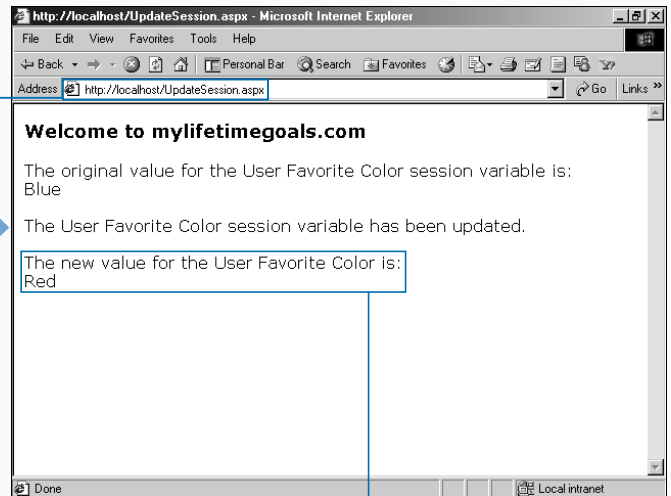 http://localhost/UpdateSession.aspx - Microsoft Internet Explorer
File Edit View Favorites Tools Help
Back Personal Bar Search Favorites
Address http://localhost/UpdateSession.aspx Go Links »
Welcome to mylifetimegoals.com
The original value for the User Favorite Color session variable is:
Blue
The User Favorite Color session variable has been updated.
The new value for the User Favorite Color is:
Red
Done Local intranet